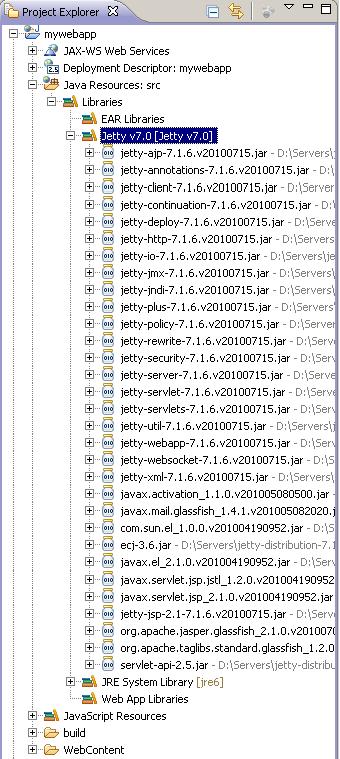 Project Explorer
mywebapp
JAX-WS Web Services
2.5 Deployment Descriptor: mywebapp
Java Resources: src
Libraries
EAR Libraries
Jetty v7.0 [Jetty v7.0]
jetty-ajp-7.1.6.v20100715.jar - D:\Servers\j
jetty-annotations-7.1.6.v20100715.jar - D:
jetty-client-7.1.6.v20100715.jar - D:\Server
jetty-continuation-7.1.6.v20100715.jar - D:
jetty-deploy-7.1.6.v20100715.jar - D:\Serve
jetty-http-7.1.6.v20100715.jar - D:\Servers\
jetty-io-7.1.6.v20100715.jar - D:\Servers\je
jetty-jmx-7.1.6.v20100715.jar - D:\Servers\
jetty-jndi-7.1.6.v20100715.jar - D:\Servers\
jetty-plus-7.1.6.v20100715.jar - D:\Servers\
jetty-policy-7.1.6.v20100715.jar - D:\Server
jetty-rewrite-7.1.6.v20100715.jar - D:\Serv
jetty-security-7.1.6.v20100715.jar - D:\Ser
jetty-server-7.1.6.v20100715.jar - D:\Serve
jetty-servlet-7.1.6.v20100715.jar - D:\Serv
jetty-servlets-7.1.6.v20100715.jar - D:\Ser
jetty-util-7.1.6.v20100715.jar - D:\Servers\
jetty-webapp-7.1.6.v20100715.jar - D:\Serv
jetty-websocket-7.1.6.v20100715.jar - D:\S
jetty-xml-7.1.6.v20100715.jar - D:\Servers\
javax.activation_1.1.0.v201005080500.jar -
javax.mail.glassfish_1.4.1.v201005082020.j
com.sun.el_1.0.0.v201004190952.jar - D:\S
ecj-3.6.jar - D:\Servers\jetty-distribution-7.1
javax.el_2.1.0.v201004190952.jar - D:\Serv
javax.servlet.jsp.jstl_1.2.0.v201004190952
javax.servlet.jsp_2.1.0.v201004190952.jar
jetty-jsp-2.1-7.1.6.v20100715.jar - D:\Serv
org.apache.jasper.glassfish_2.1.0.v2010070
org.apache.taglibs.standard.glassfish_1.2.0
servlet-api-2.5.jar - D:\Servers\jetty-distribu
JRE System Library [jre6]
Web App Libraries
JavaScript Resources
build
WebContent